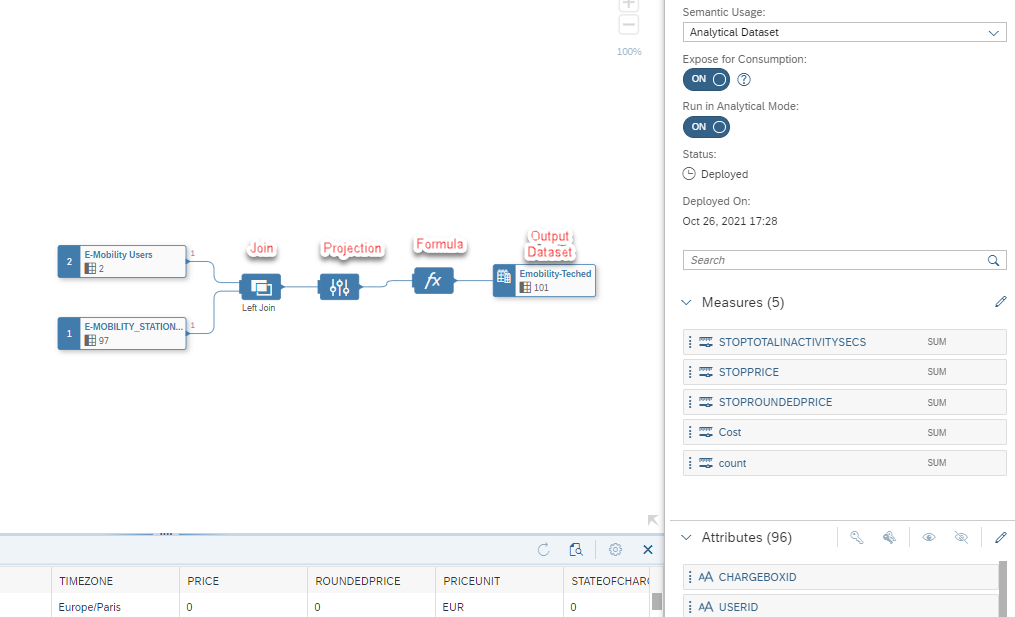 100%
2
E-Mobility Users
2
1
1
E-MOBILITY_STATION...
97
1
Join
Left Join
Projection
Formula
fx
Output
Dataset
Emobility-Teched
101
Semantic Usage:
Analytical Dataset
Expose for Consumption:
ON
?
Run in Analytical Mode:
ON
Status:
Deployed
Deployed On:
Oct 26, 2021 17:28
Search
Measures (5)
STOPTOTALINACTIVITYSECS SUM
STOPPRICE SUM
STOPROUNDEDPRICE SUM
Cost SUM
count SUM
Attributes (96)
AA CHARGEBOXID
AA USERID
TIMEZONE PRICE ROUNDEDPRICE PRICEUNIT STATEOFCHARG
Europe/Paris 0 0 EUR 0